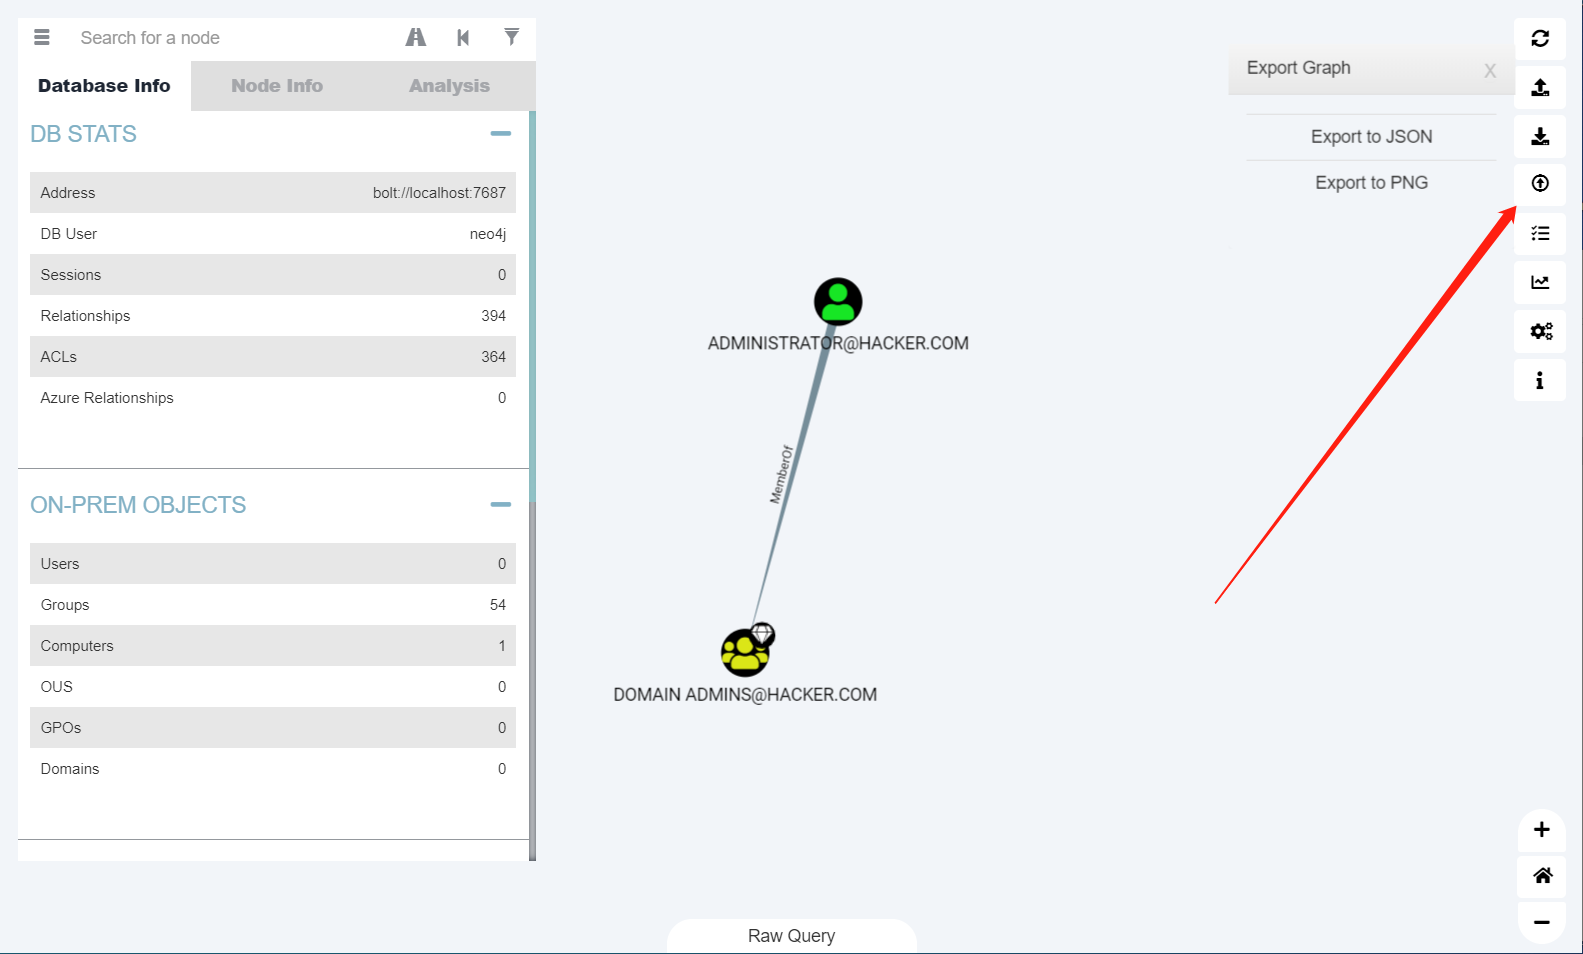 Search for a node
Database Info
Node Info
Analysis
DB STATS
Address
bolt://localhost:7687
DB User
neo4j
Sessions
0
Relationships
394
ACLs
364
Azure Relationships
0
ON-PREM OBJECTS
Users
0
Groups
54
Computers
1
OUS
0
GPOs
0
Domains
0
ADMINISTRATOR@HACKER.COM
MemberOf
DOMAIN ADMINS@HACKER.COM
Export Graph
X
Export to JSON
Export to PNG
Raw Query